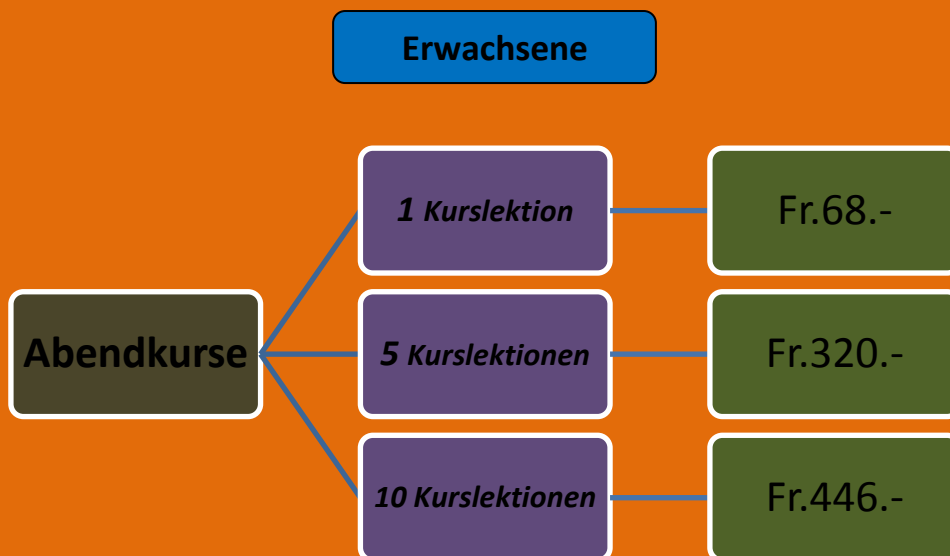 Erwachsene
1 Kurslektion
Fr.68.-
Abendkurse
5 Kurslektionen
Fr.320.-
10 Kurslektionen
Fr.446.-